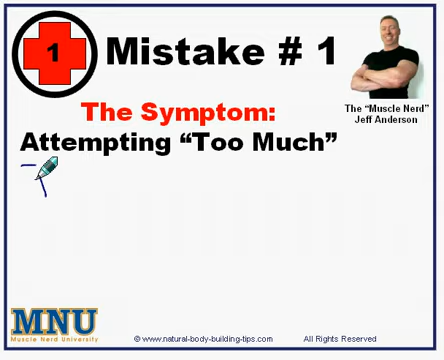 1
Mistake # 1
The "Muscle Nerd"
Jeff Anderson
The Symptom:
Attempting “Too Much”
MNU
Muscle Nerd University
© www.natural-body-building-tips.com All Rights Reserved